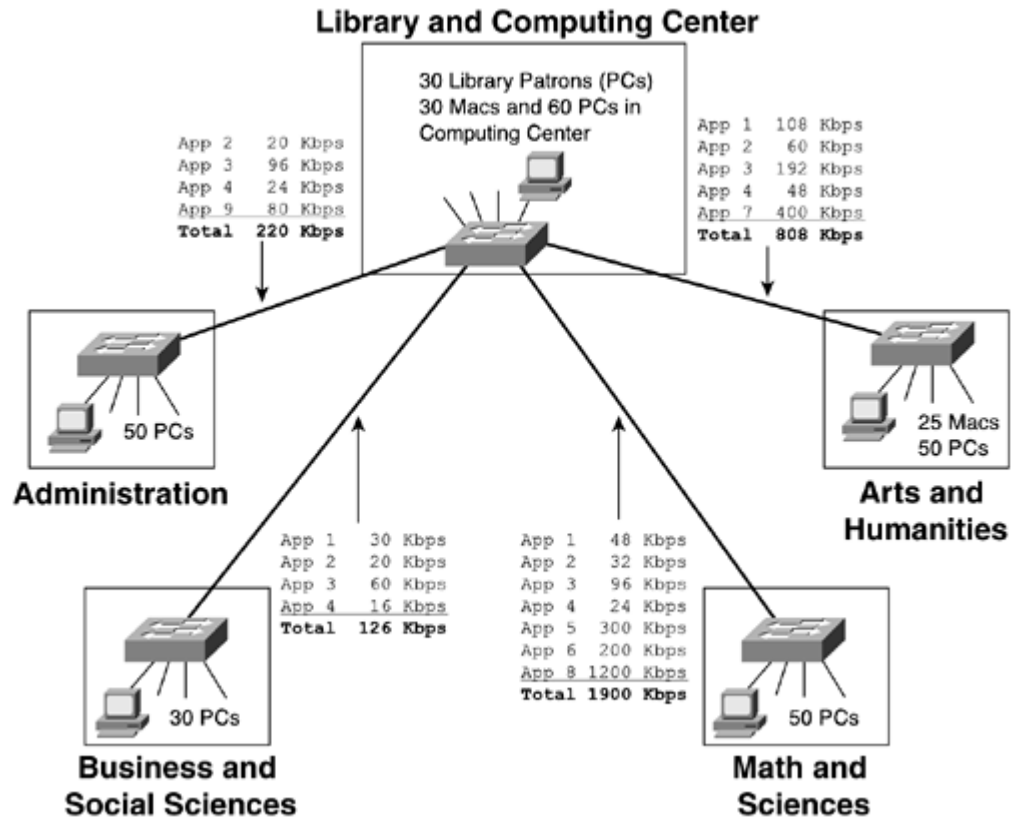 Library and Computing Center
30 Library Patrons (PCs)
30 Macs and 60 PCs in
Computing Center
App 2 20 Kbps
App 3 96 Kbps
App 4 24 Kbps
App 9 80 Kbps
Total 220 Kbps
App 1 108 Kbps
App 2 60 Kbps
App 3 192 Kbps
App 4 48 Kbps
App 7 400 Kbps
Total 808 Kbps
50 PCs
Administration
25 Macs
50 PCs
Arts and
Humanities
App 1 30 Kbps
App 2 20 Kbps
App 3 60 Kbps
App 4 16 Kbps
Total 126 Kbps
App 1 48 Kbps
App 2 32 Kbps
App 3 96 Kbps
App 4 24 Kbps
App 5 300 Kbps
App 6 200 Kbps
App 8 1200 Kbps
Total 1900 Kbps
30 PCs
Business and
Social Sciences
50 PCs
Math and
Sciences